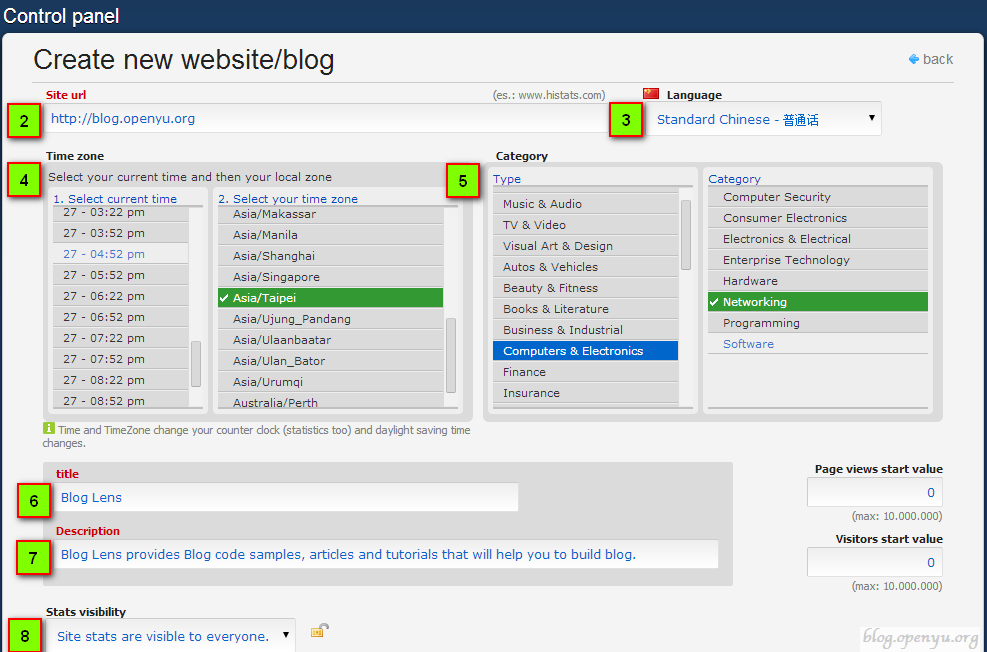 Control panel
Create new website/blog
back
Site url
(es.: www.histats.com)
Language
2
http://blog.openyu.org
3
Standard Chinese - 普通话
Time zone
Category
4
Select your current time and then your local zone
5
1. Select current time
27 - 03:22 pm
27 - 03:52 pm
27 - 04:52 pm
27 - 05:52 pm
27 - 06:22 pm
27 - 06:52 pm
27 - 07:22 pm
27 - 07:52 pm
27 - 08:22 pm
27 - 08:52 pm
2. Select your time zone
Asia/Makassar
Asia/Manila
Asia/Shanghai
Asia/Singapore
Asia/Taipei
Asia/Ujung_Pandang
Asia/Ulaanbaatar
Asia/Ulan_Bator
Asia/Urumqi
Australia/Perth
Type
Music & Audio
TV & Video
Visual Art & Design
Autos & Vehicles
Beauty & Fitness
Books & Literature
Business & Industrial
Computers & Electronics
Finance
Insurance
Category
Computer Security
Consumer Electronics
Electronics & Electrical
Enterprise Technology
Hardware
Networking
Programming
Software
Time and TimeZone change your counter clock (statistics too) and daylight saving time
changes.
title
6
Blog Lens
Description
7
Blog Lens provides Blog code samples, articles and tutorials that will help you to build blog.
Page views start value
0
(max: 10.000.000)
Visitors start value
0
(max: 10.000.000)
Stats visibility
8
Site stats are visible to everyone.
blog.openyu.org